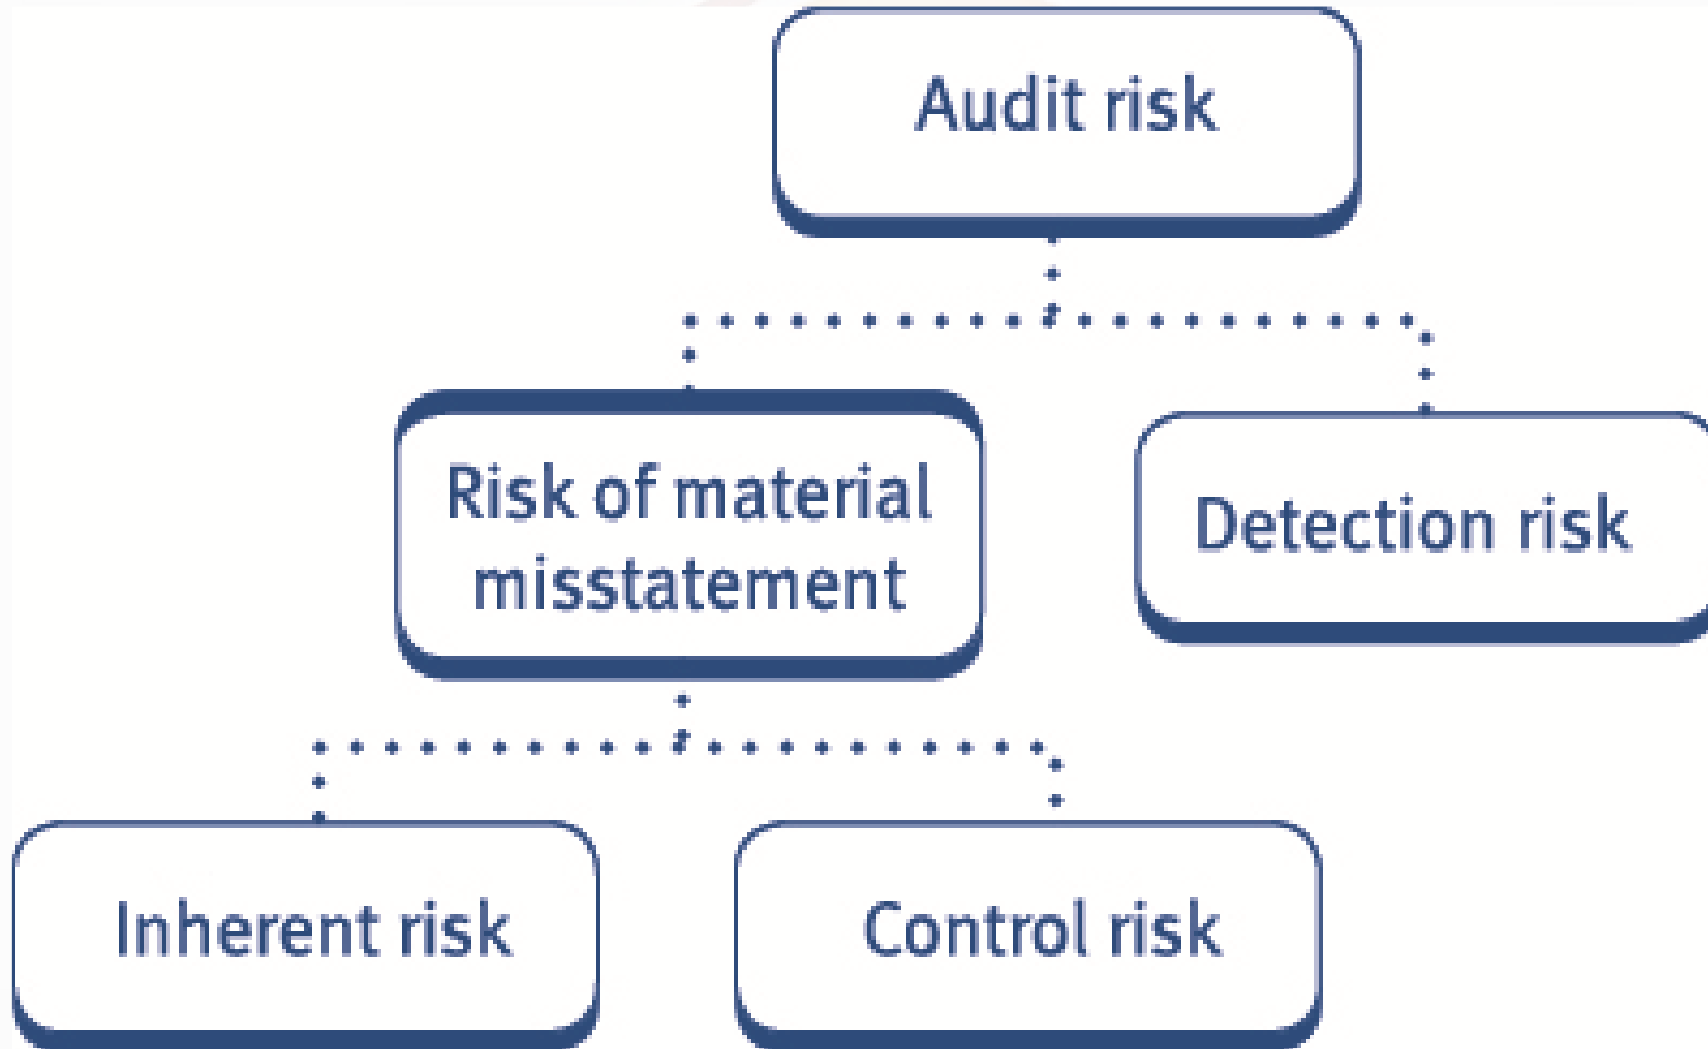 Audit risk
Risk of material
misstatement
Detection risk
Inherent risk
Control risk